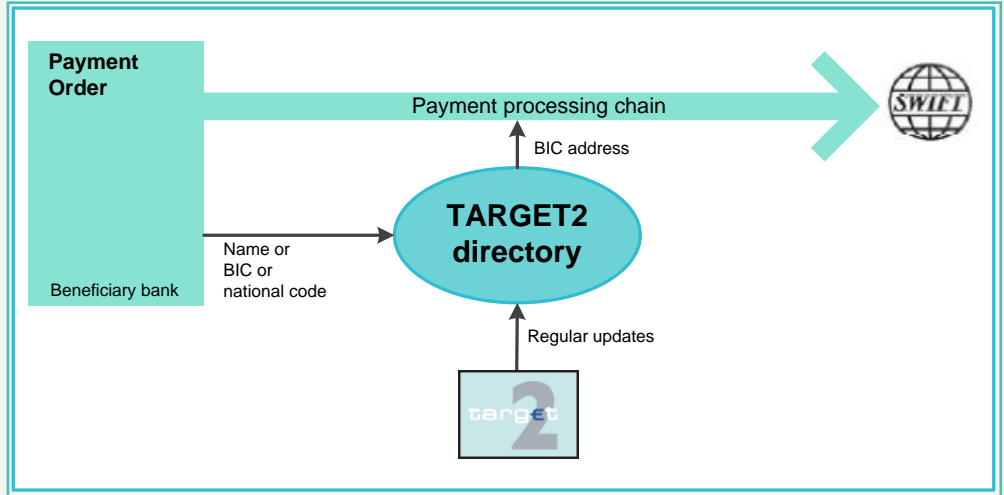 Payment
Order
Payment processing chain
SWIFT
BIC address
TARGET2
directory
Name or
BIC or
national code
Beneficiary bank
Regular updates
target
2